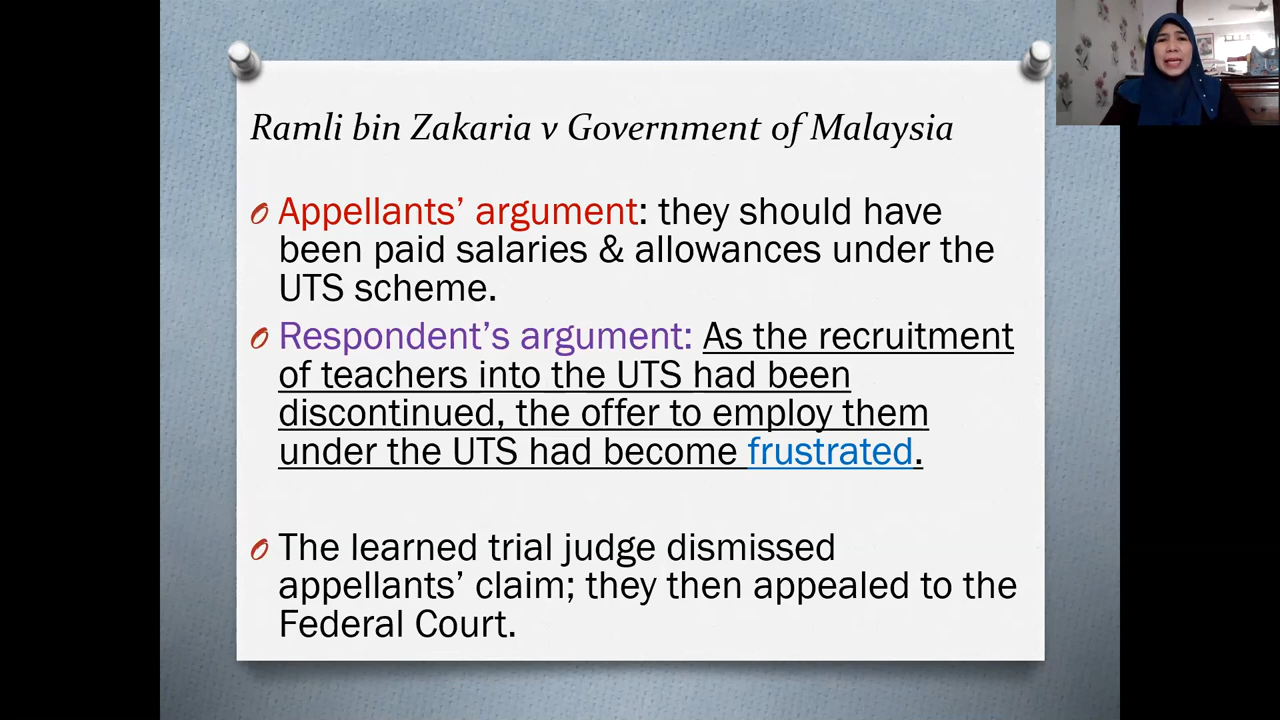 Ramli bin Zakaria v Government of Malaysia
Appellants’ argument: they should have
been paid salaries & allowances under the
UTS scheme.
Respondent’s argument: As the recruitment
of teachers into the UTS had been
discontinued, the offer to employ them
under the UTS had become frustrated.
The learned trial judge dismissed
appellants’ claim; they then appealed to the
Federal Court.